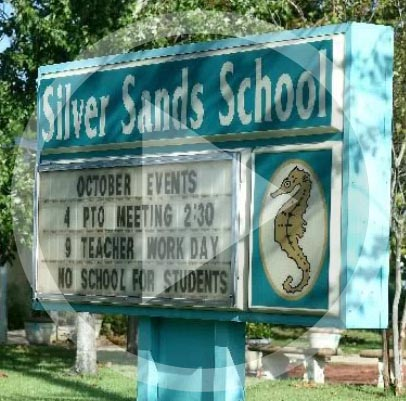 Silver Sands School
OCTOBER EVENTS
4 PTO MEETING 2:30
9 TEACHER WORK DAY
NO SCHOOL FOR STUDENTS